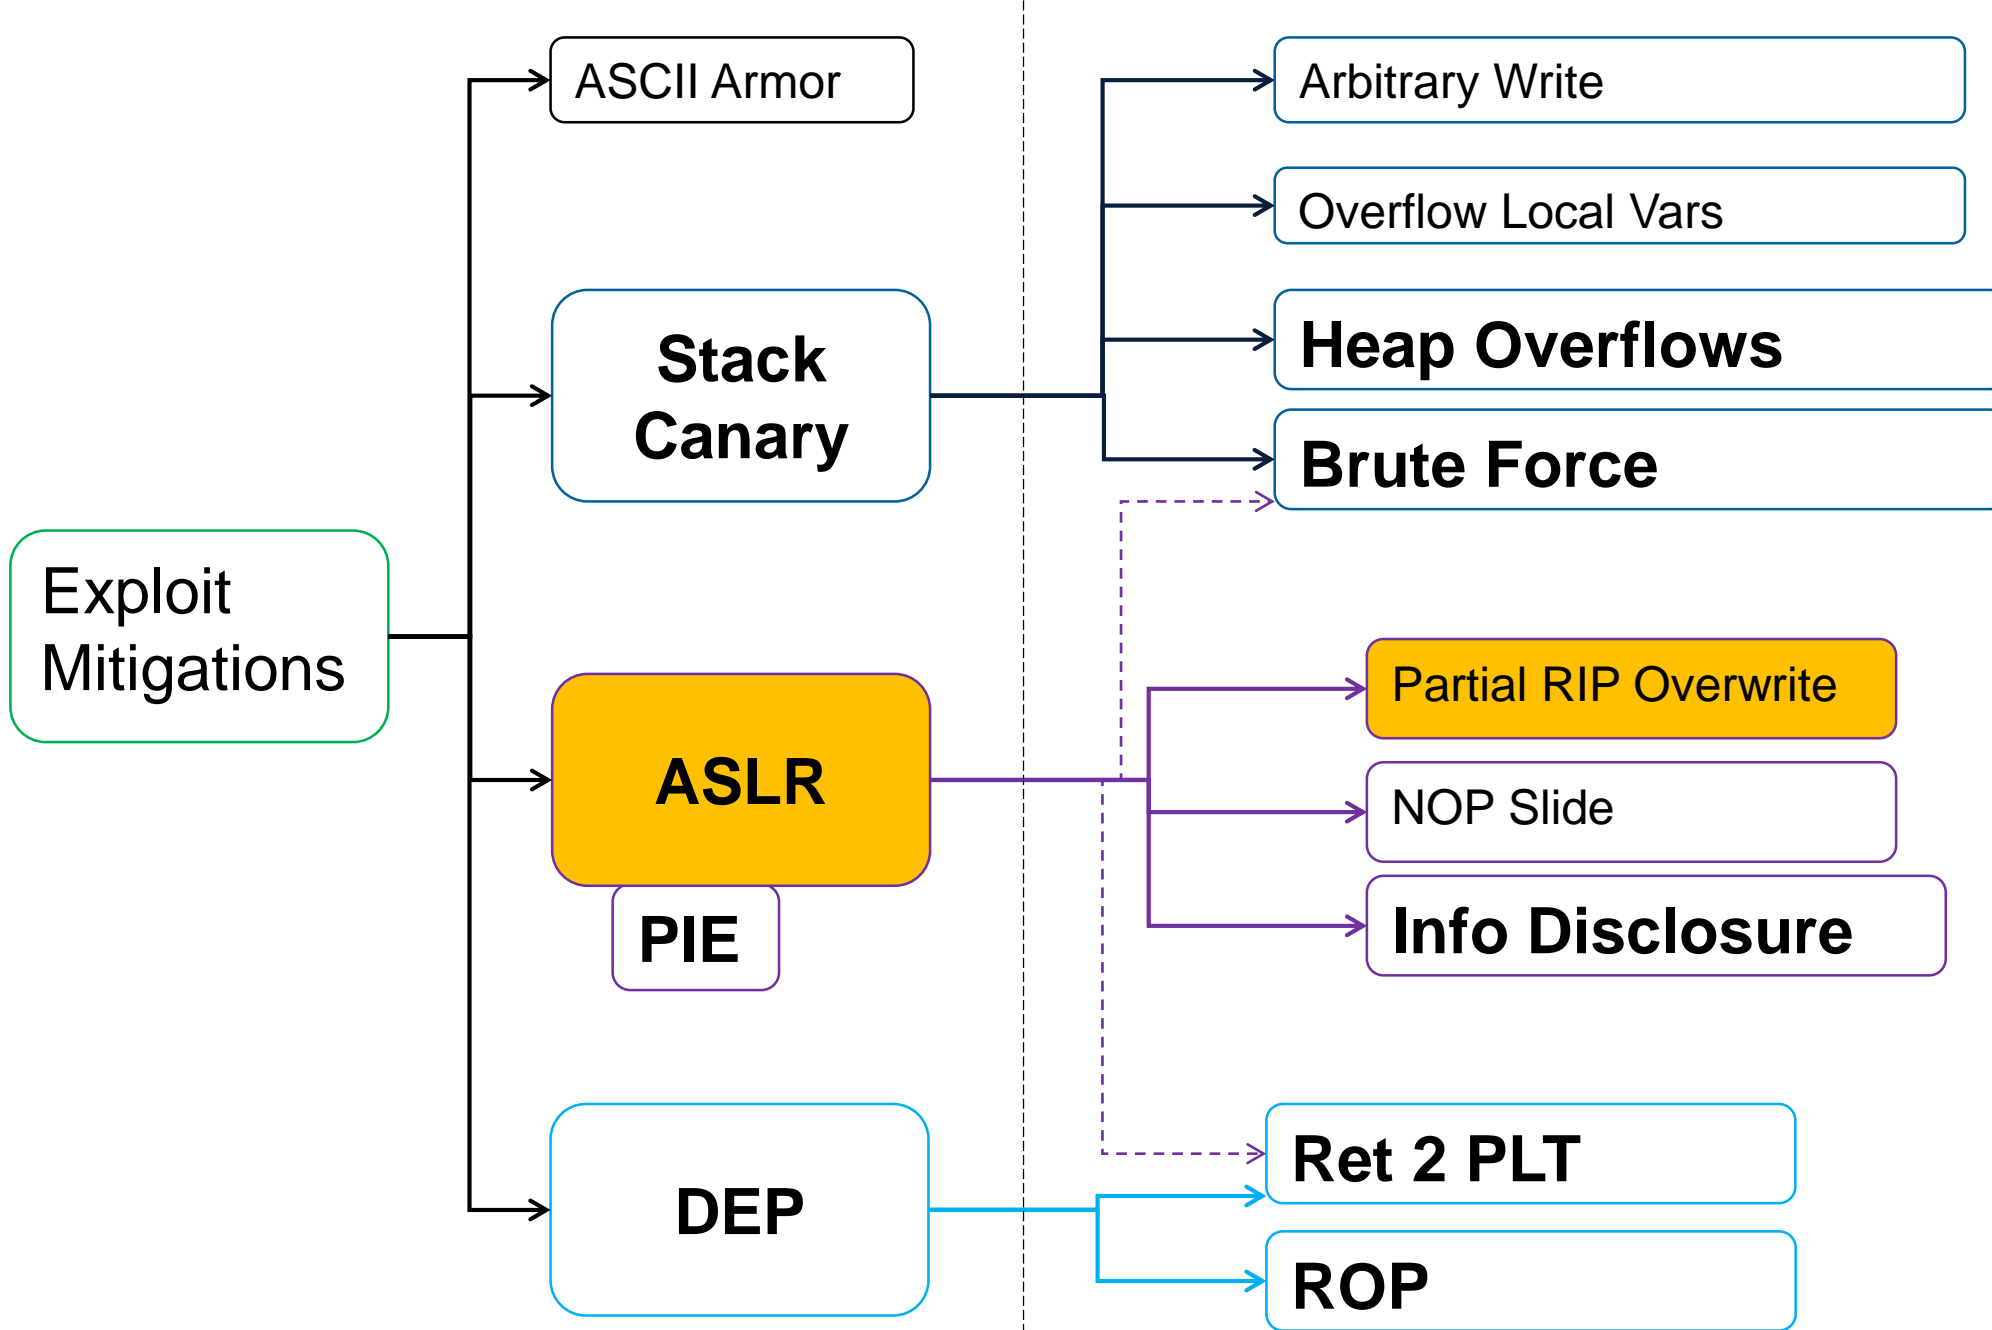 ASCII Armor
Arbitrary Write
Overflow Local Vars
Stack
Canary
Heap Overflows
Brute Force
Exploit
Mitigations
Partial RIP Overwrite
ASLR
NOP Slide
PIE
Info Disclosure
Ret 2 PLT
DEP
ROP